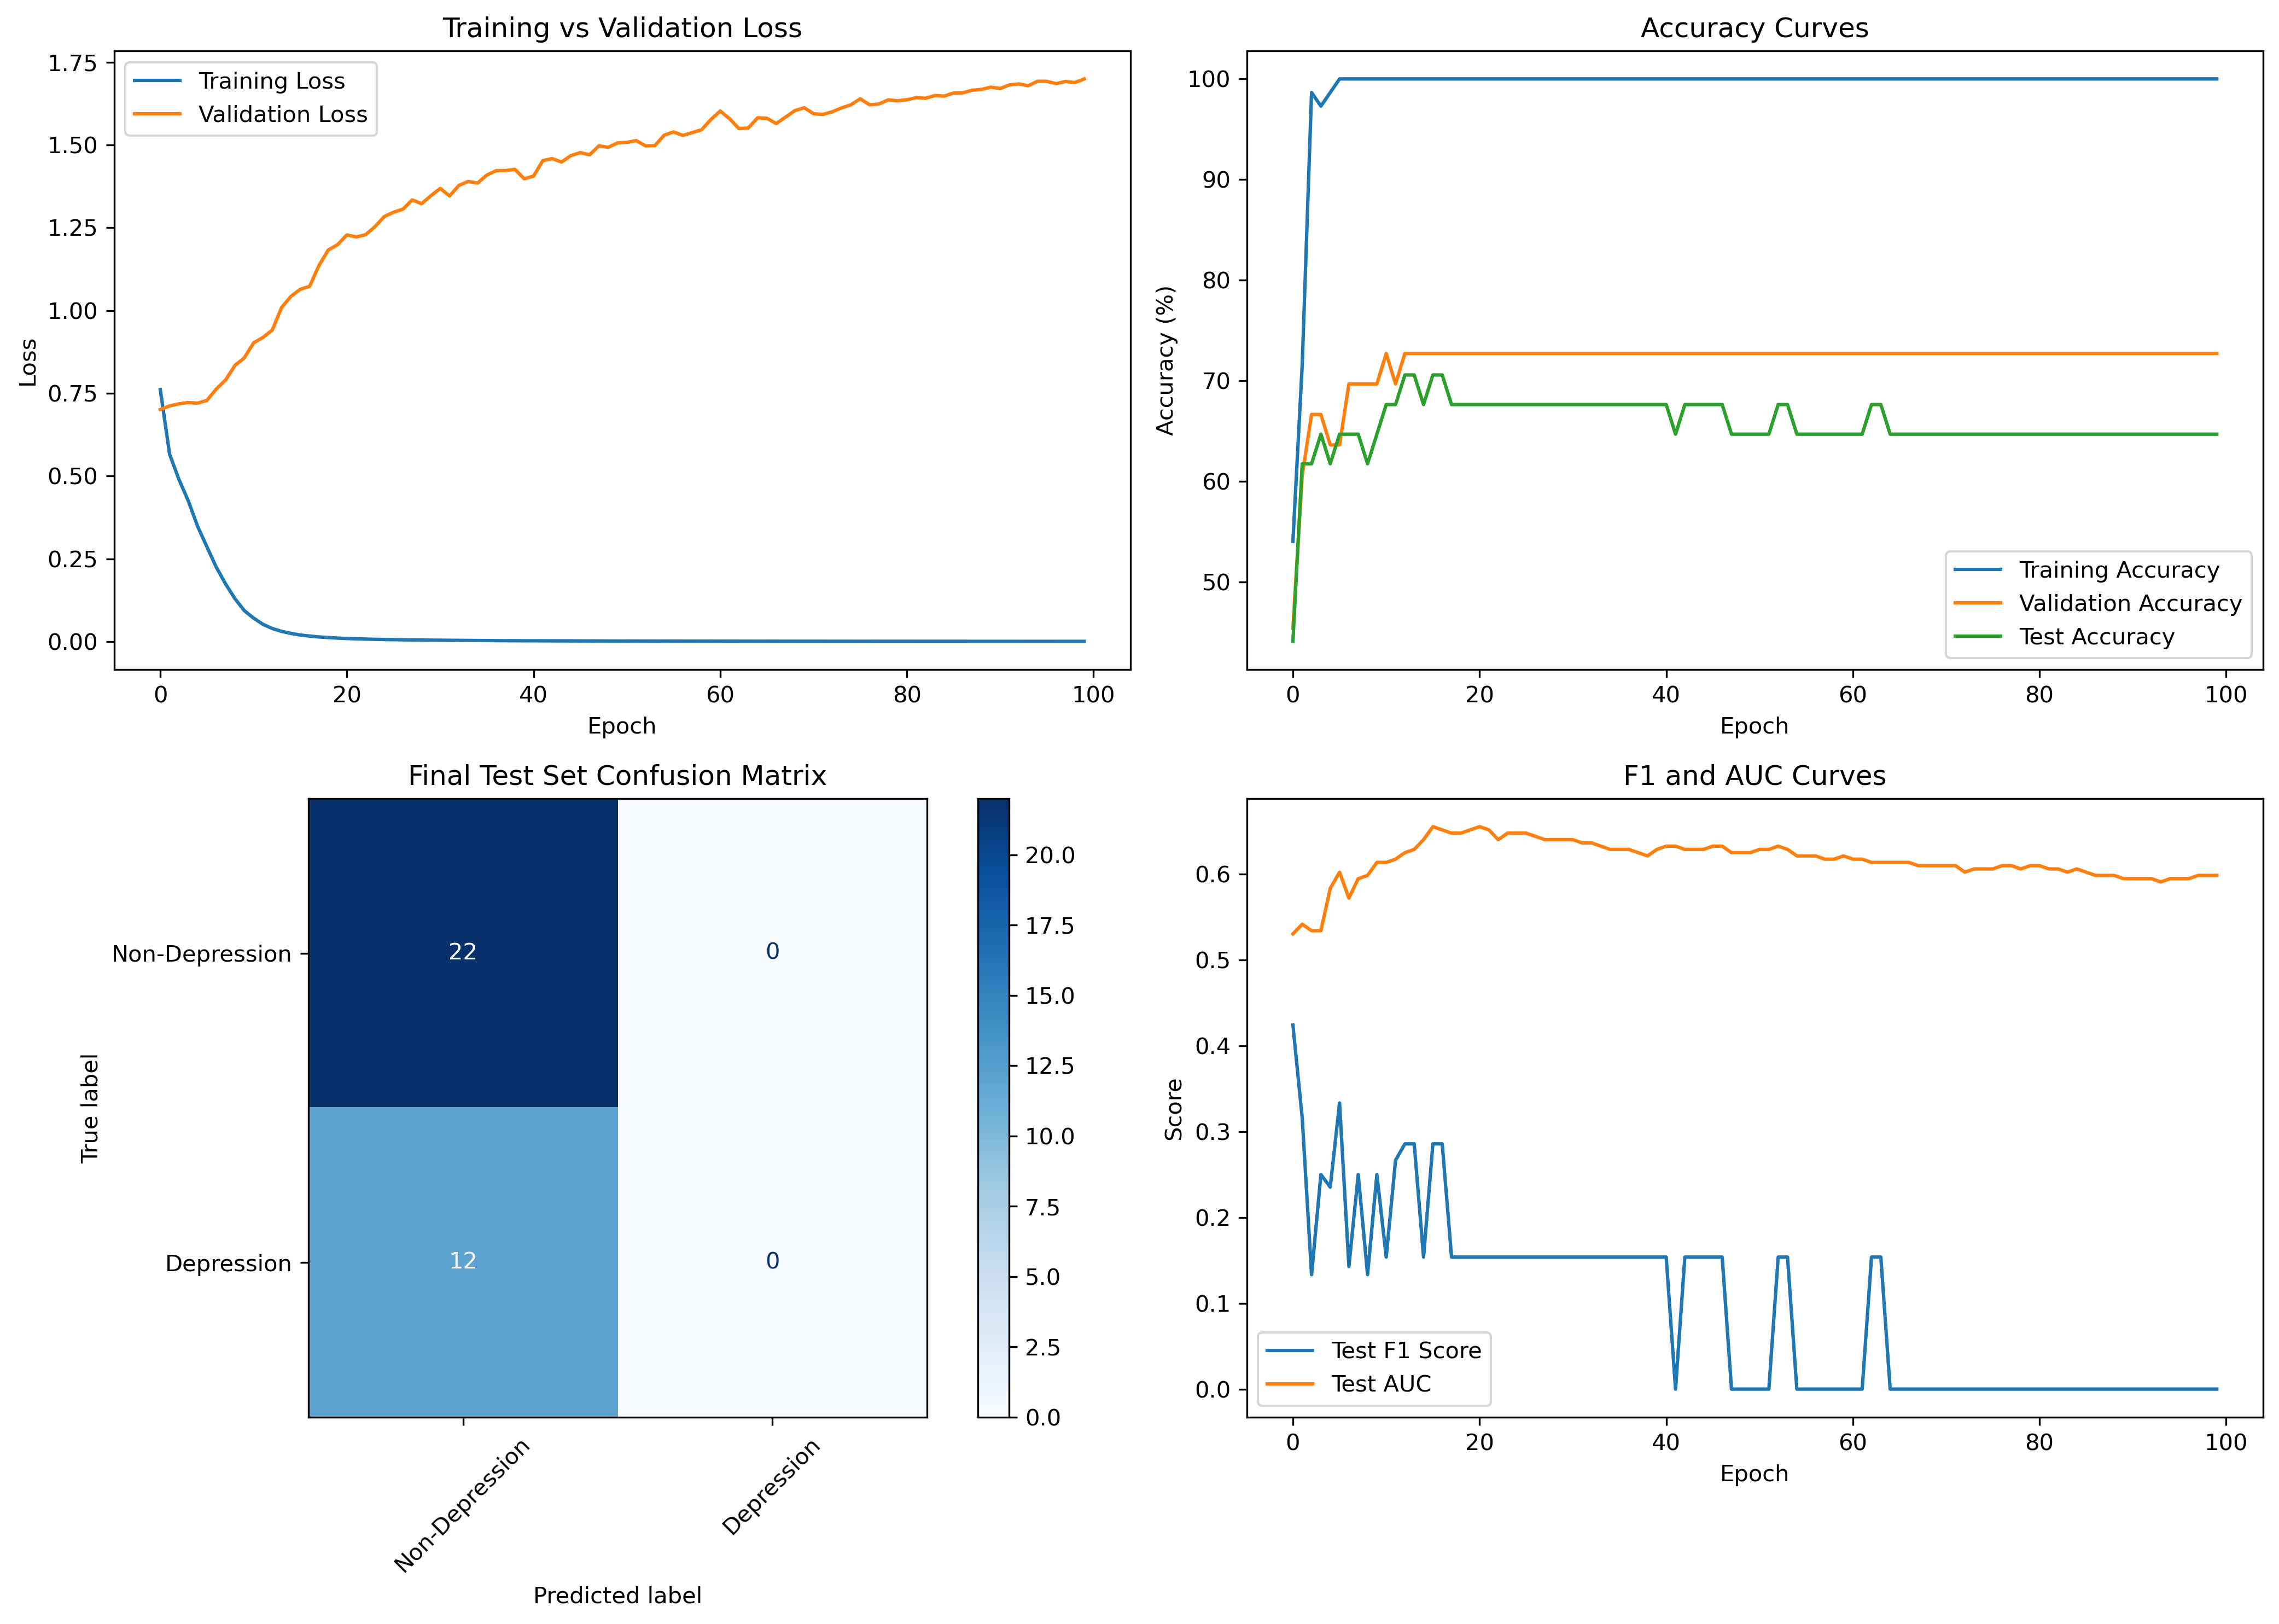 Training vs Validation Loss
Training Loss
Validation Loss
1.75
1.50
1.25
1.00
0.75
0.50
0.25
0.00
Loss
0 20 40 60 80 100
Epoch
Accuracy Curves
100
90
80
70
60
50
Accuracy (%)
Training Accuracy
Validation Accuracy
Test Accuracy
0 20 40 60 80 100
Epoch
Final Test Set Confusion Matrix
Non-Depression
22 0
Depression
12 0
True label
Non-Depression Depression
Predicted label
20.0
17.5
15.0
12.5
10.0
7.5
5.0
2.5
0.0
F1 and AUC Curves
0.6
0.5
0.4
0.3
0.2
0.1
0.0
Score
Test F1 Score
Test AUC
0 20 40 60 80 100
Epoch